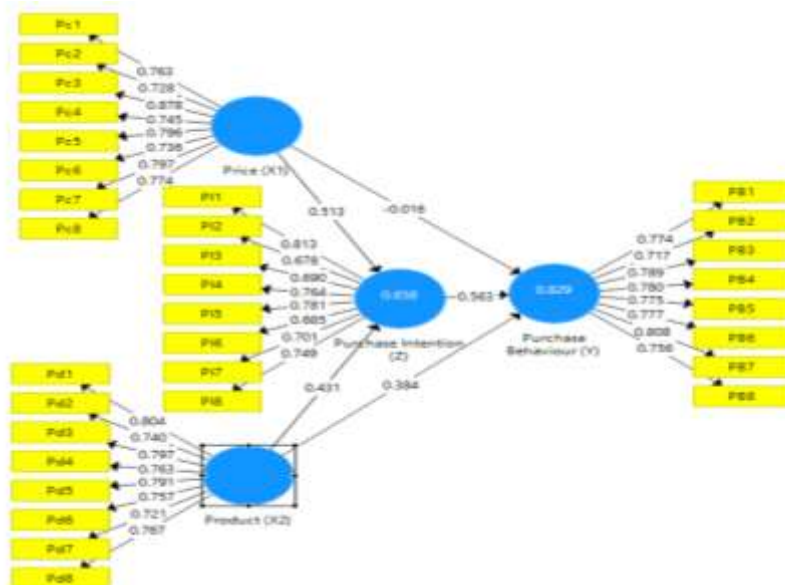 Pc1
Pc2
Pc3
Pc4
Pc5
Pc6
Pc7
Pc8
0.763
0.728
0.878
0.745
0.796
0.736
0.797
0.774
Price (X1)
0.513
-0.016
PI1
PI2
PI3
PI4
PI5
PI6
PI7
PI8
0.813
0.678
0.690
0.764
0.781
0.685
0.701
0.749
0.563
0.829
Purchase Intention
(Z)
Purchase
Behaviour (Y)
PB1
PB2
PB3
PB4
PB5
PB6
PB7
PB8
0.774
0.717
0.789
0.780
0.775
0.777
0.808
0.756
0.431
0.384
Pd1
Pd2
Pd3
Pd4
Pd5
Pd6
Pd7
Pd8
0.804
0.740
0.797
0.763
0.791
0.757
0.721
0.767
Product (X2)